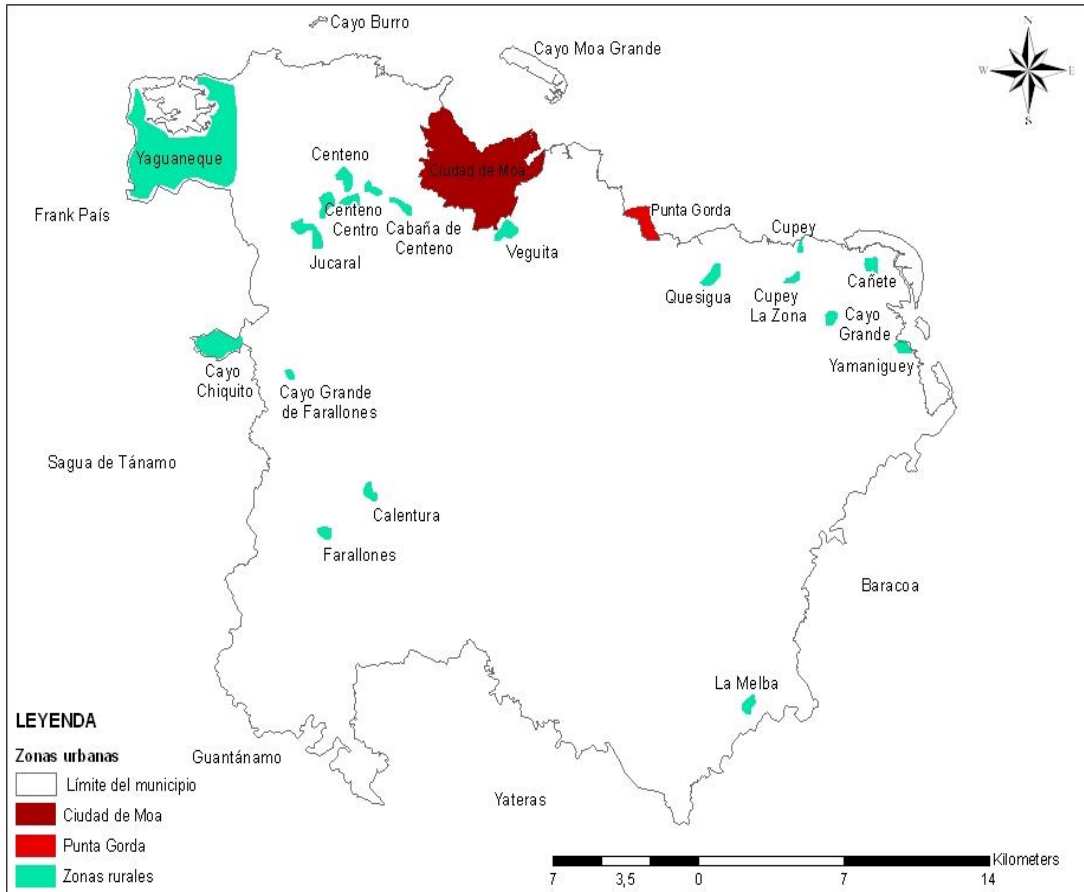 Cayo Burro
Cayo Moa Grande
N
W
E
S
Yaguaneque
Centeno
Ciudad de Moa
Frank País
Centeno
Centro
Cabaña de
Centeno
Jucaral
Veguita
Punta Gorda
Cupey
Quesigua
Cupey
La Zona
Cañete
Cayo
Grande
Yamaniguey
Cayo
Chiquito
Cayo Grande
de Farallones
Sagua de Tánamo
Calentura
Farallones
Baracoa
La Melba
Guantánamo
Yateras
LEYENDA
Zonas urbanas
Límite del municipio
Ciudad de Moa
Punta Gorda
Zonas rurales
Kilometers
7 3,5 0 7 14